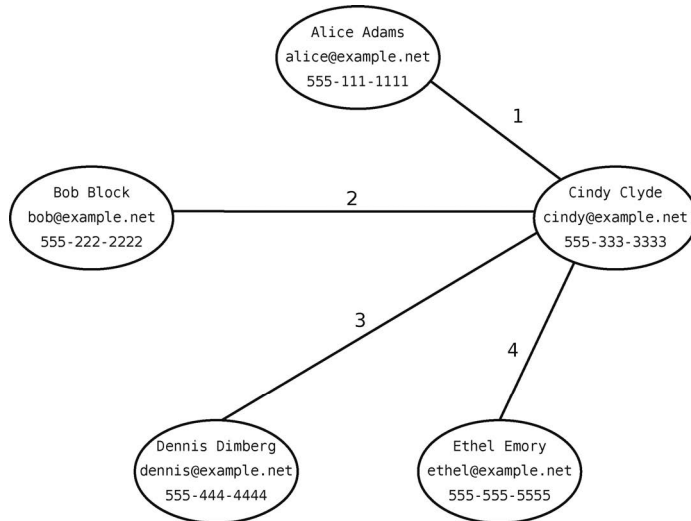 Alice Adams
alice@example.net
555-111-1111
1
Bob Block
bob@example.net
555-222-2222
2
Cindy Clyde
cindy@example.net
555-333-3333
3
4
Dennis Dimberg
dennis@example.net
555-444-4444
Ethel Emory
ethel@example.net
555-555-5555